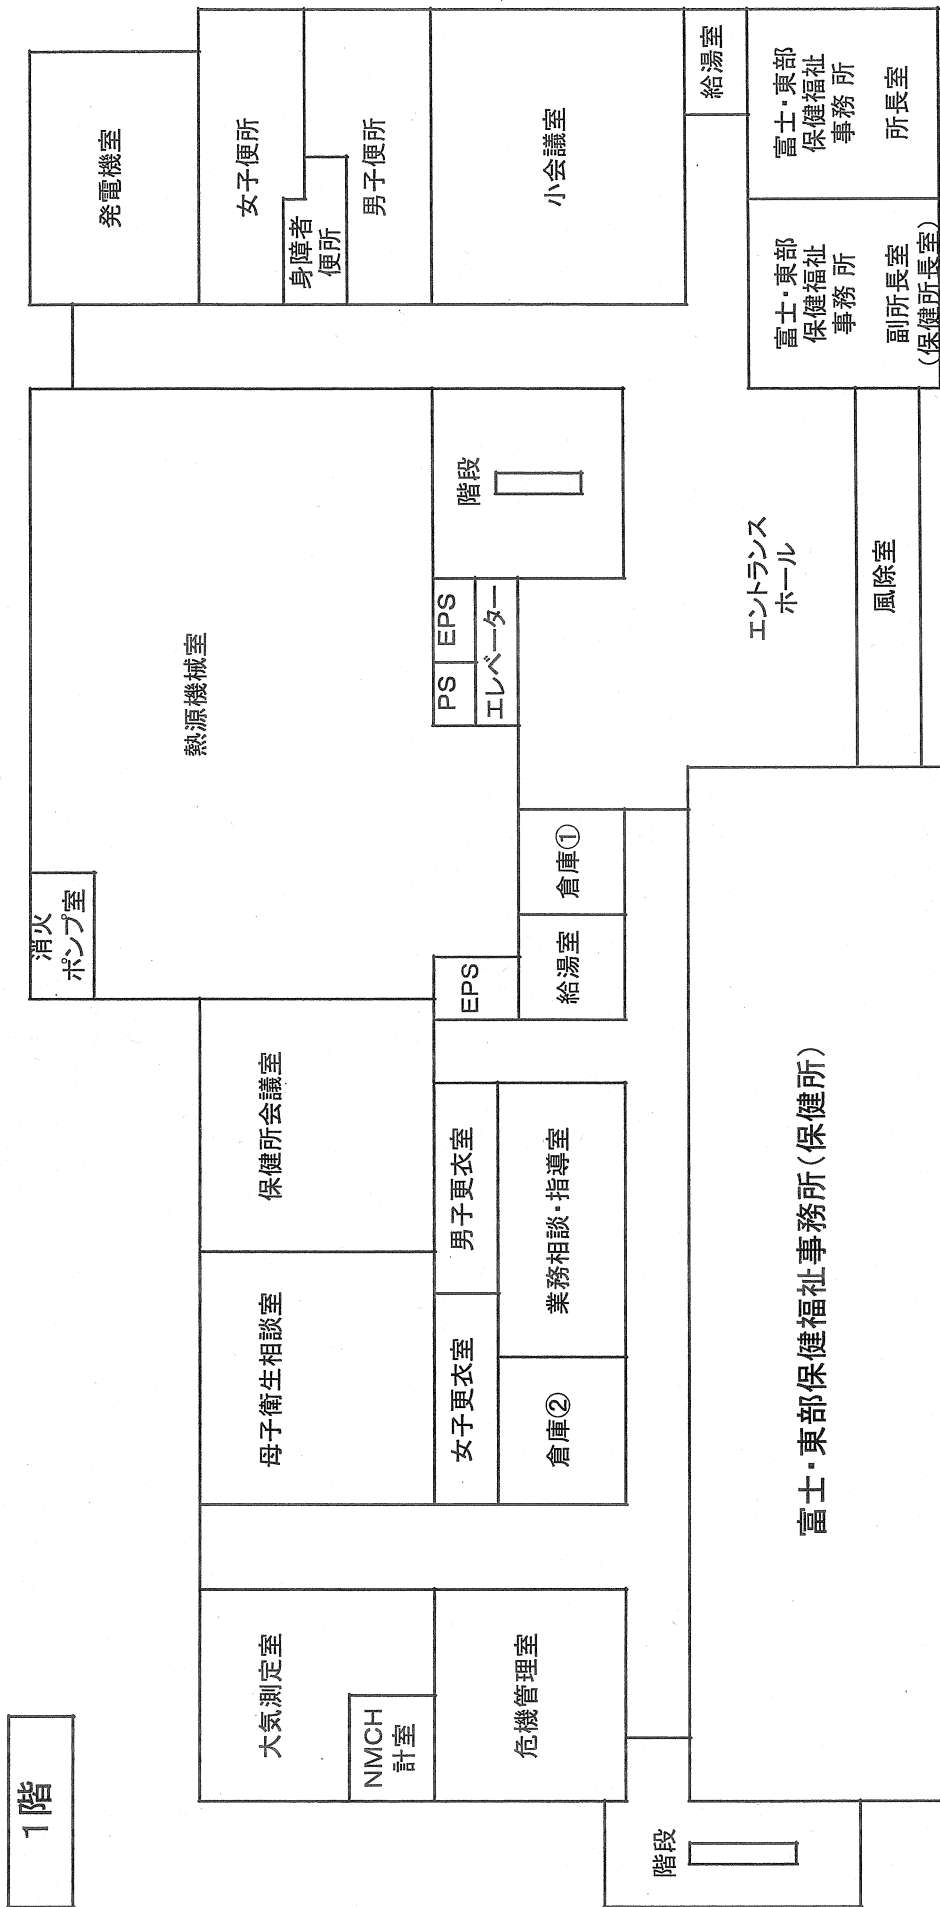 1階
大気測定室
NMCH
計室
危機管理室
階段
母子衛生相談室
保健所会議室
女子更衣室
男子更衣室
倉庫②
業務相談・指導室
EPS
給湯室
倉庫①
富士・東部保健福祉事務所(保健所)
消火
ポンプ室
熱源機械室
PS
EPS
エレベーター
階段
エントランス
ホール
風除室
発電機室
女子便所
身障者
便所
男子便所
小会議室
給湯室
富士・東部
保健福祉
事務所
副所長室
(保健所長室)
富士・東部
保健福祉
事務所
所長室